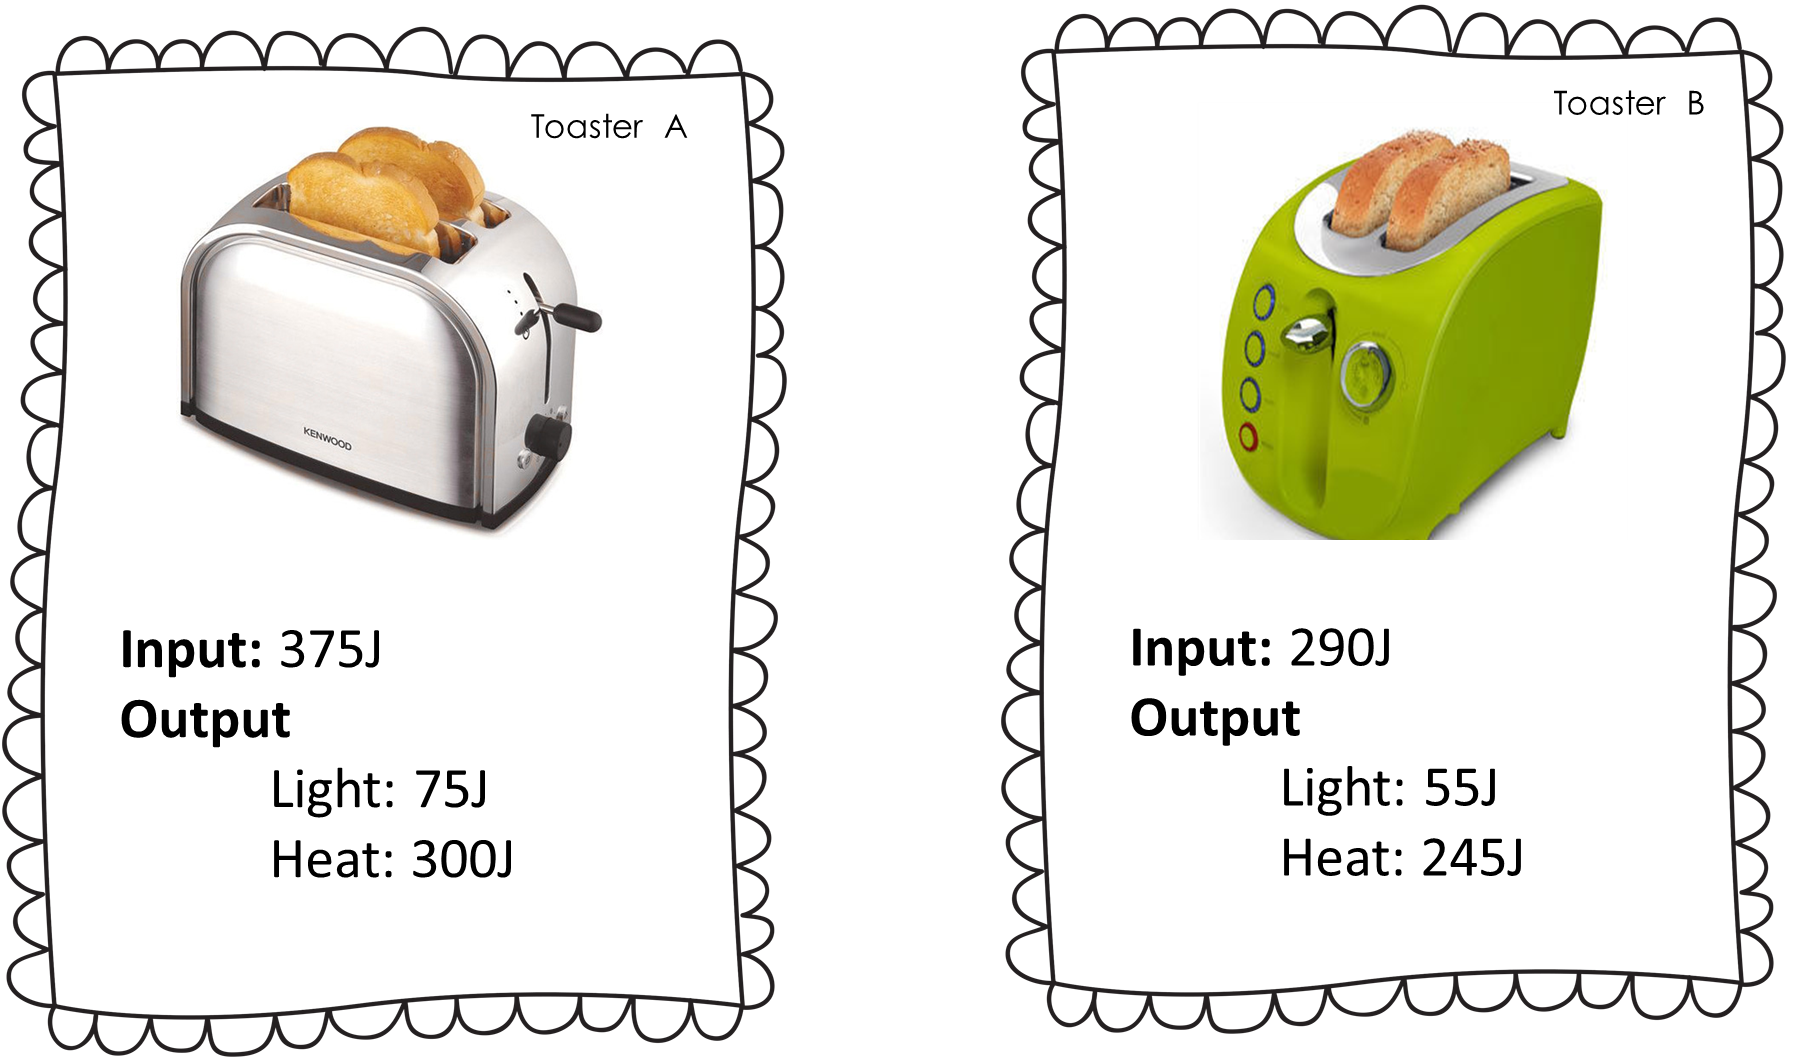 Toaster A
KENWOOD
Input: 375J
Output
Light: 75J
Heat: 300J
Toaster B
Input: 290J
Output
Light: 55J
Heat: 245J